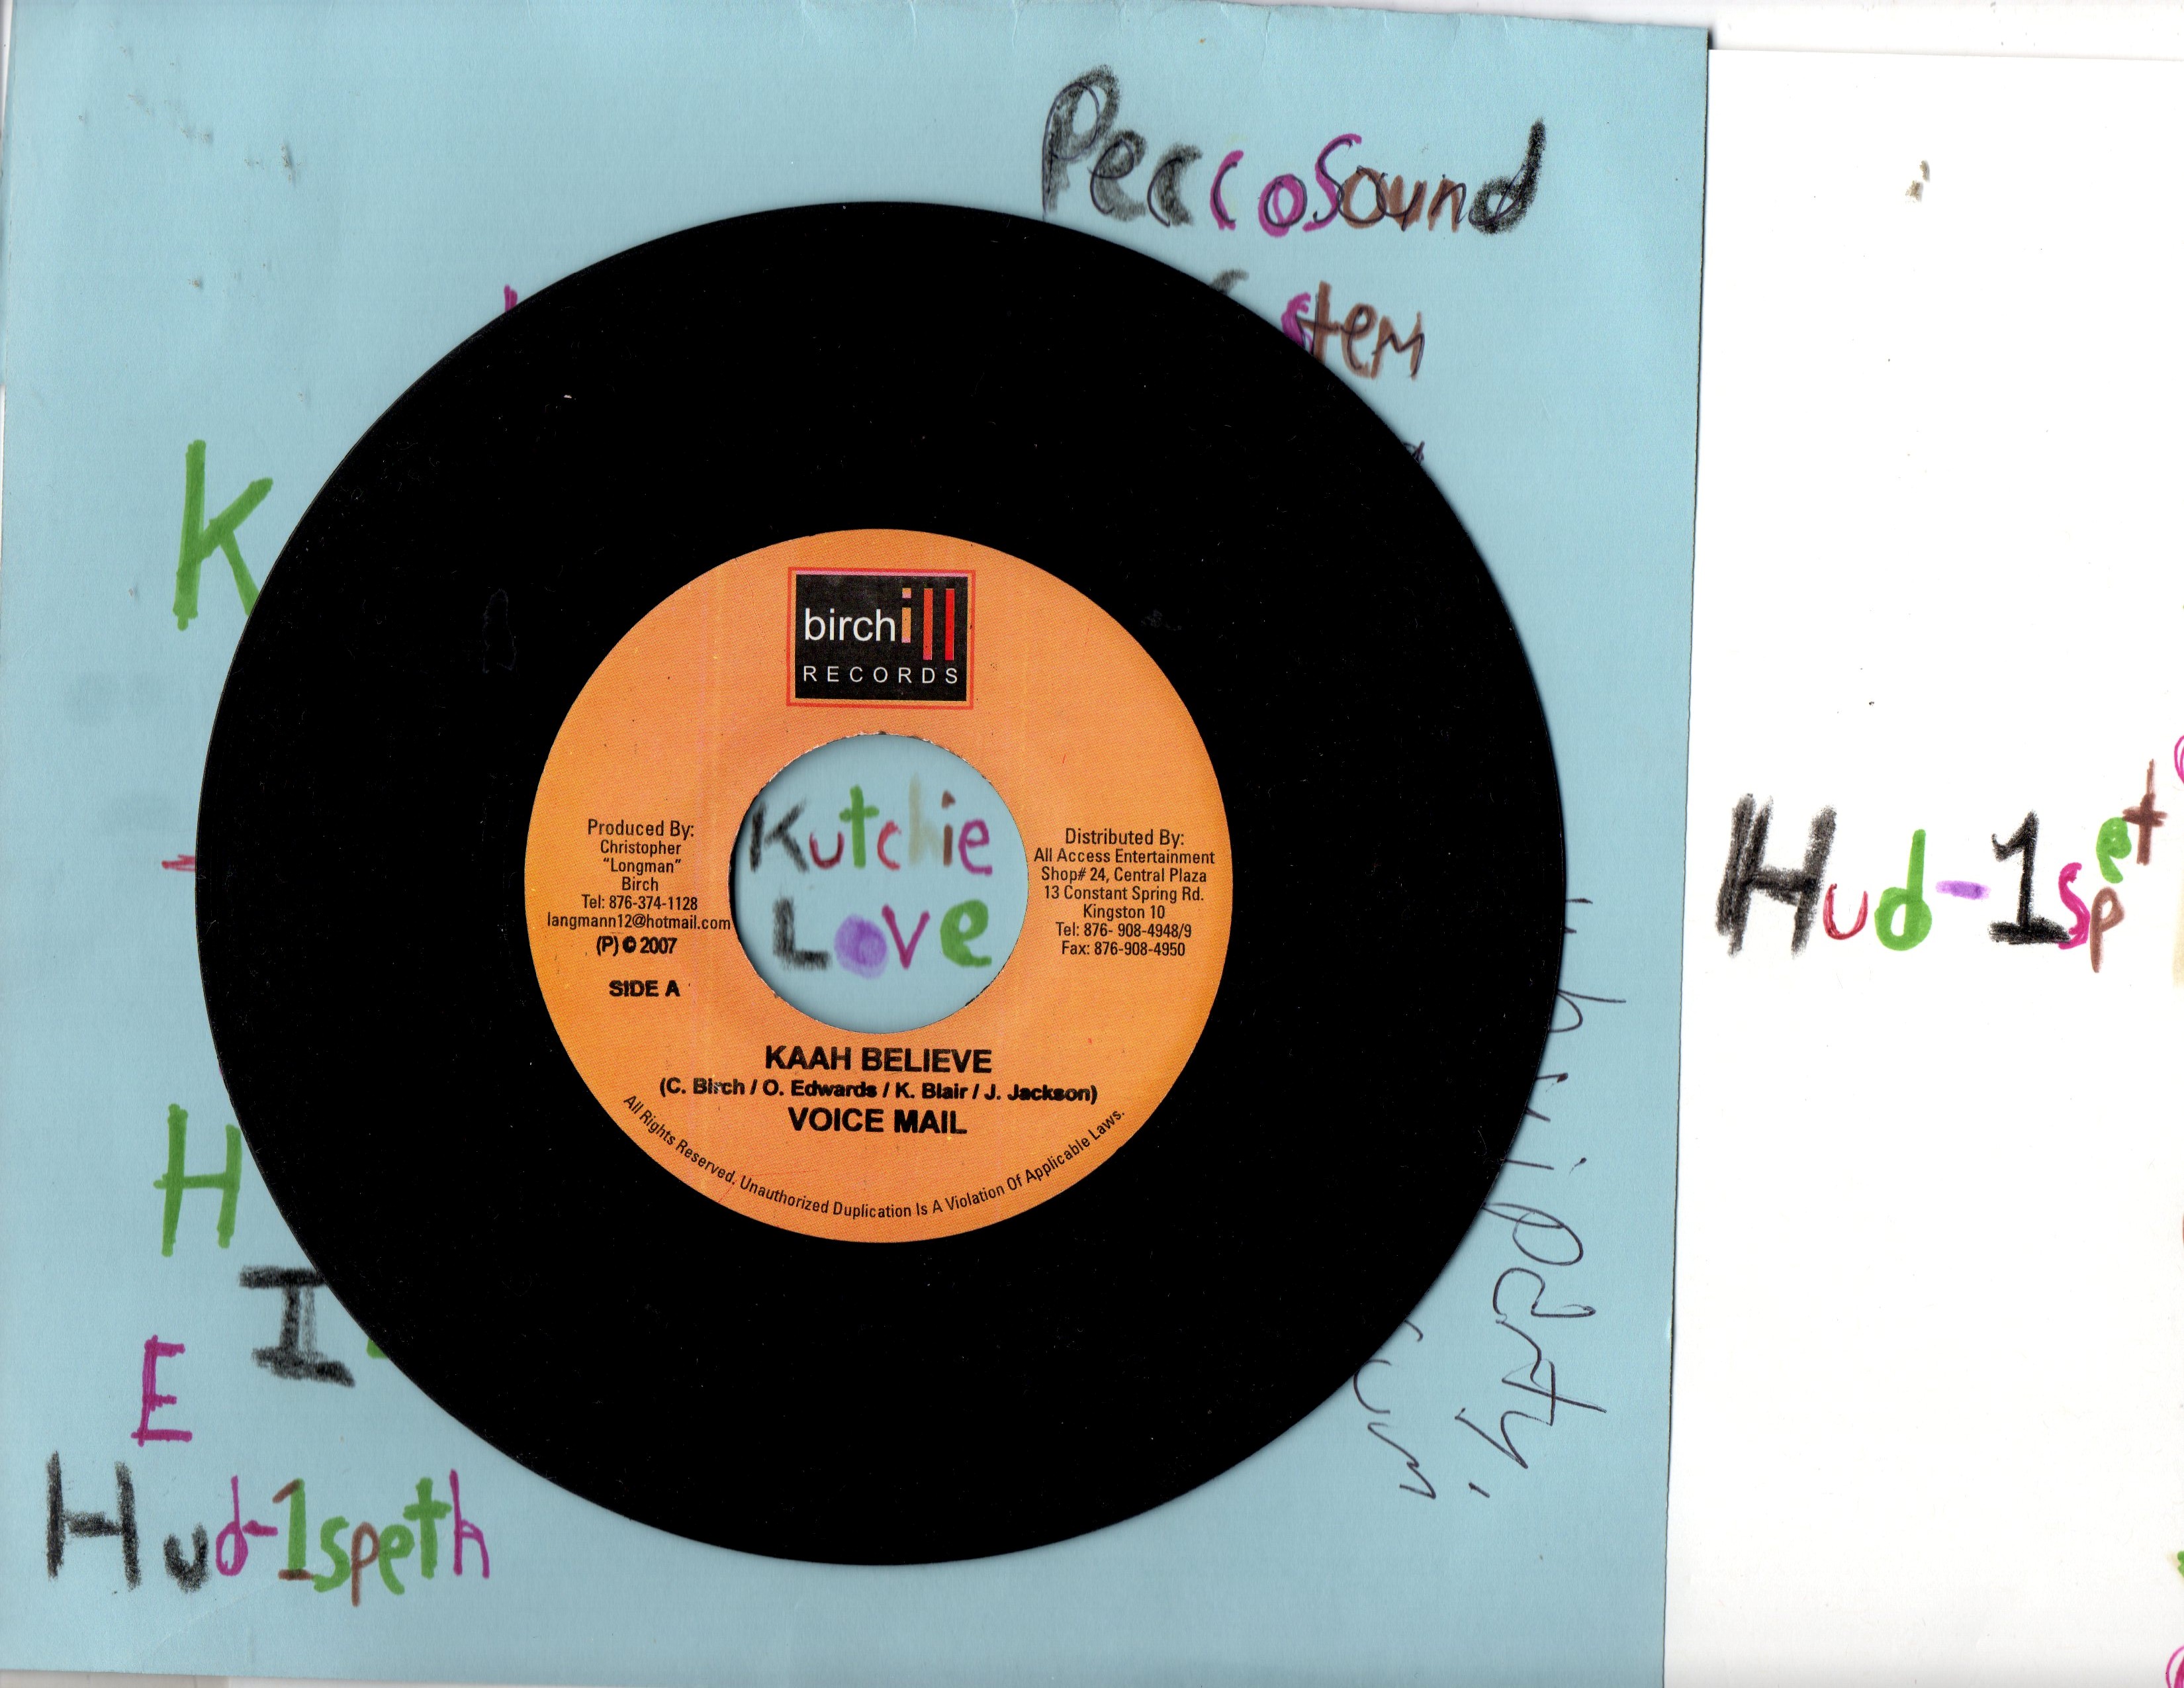 PeccoSound
stem
K
birchill
RECORDS
Kutchie
Love
Produced By:
Christopher
"Longman"
Birch
Tel: 876-374-1128
langmann12@hotmail.com
(P) © 2007
SIDE A
Distributed By:
All Access Entertainment
Shop# 24, Central Plaza
13 Constant Spring Rd.
Kingston 10
Tel: 876- 908-4948/9
Fax: 876-908-4950
KAAH BELIEVE
(C. Birch / O. Edwards / K. Blair / J. Jackson)
VOICE MAIL
All Rights Reserved. Unauthorized Duplication Is A Violation Of Applicable Laws.
Hud-1spet
H
I
E
Hud-1speth